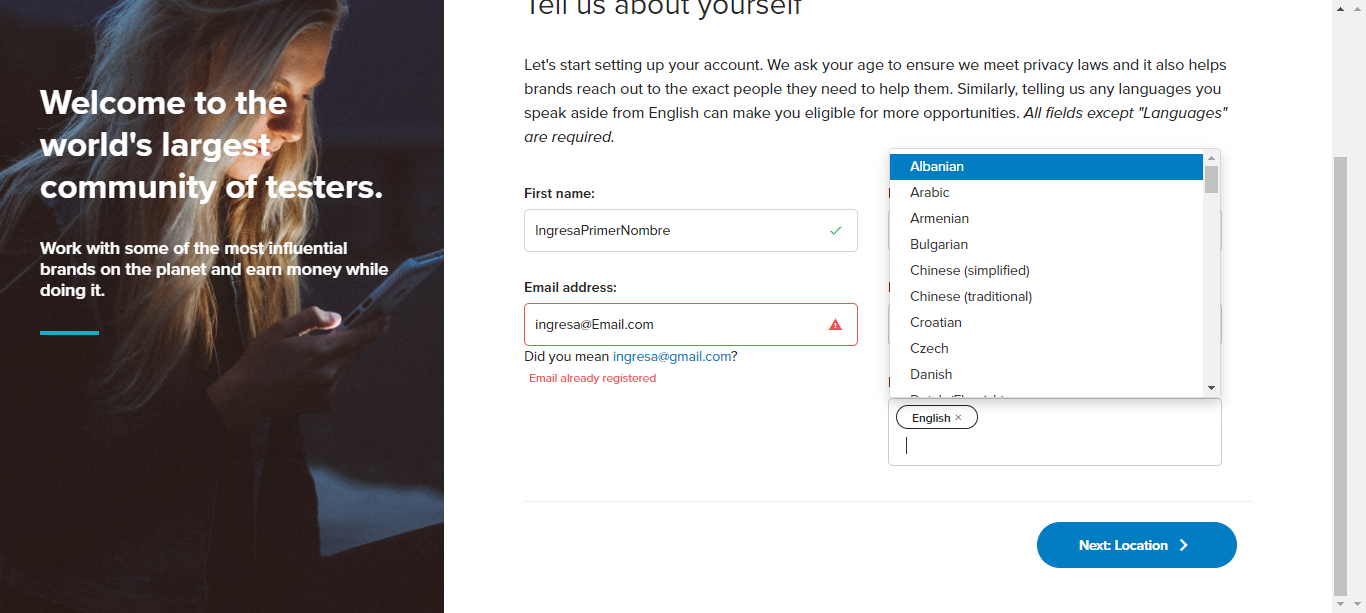 Welcome to the
world's largest
community of testers.
Work with some of the most influential
brands on the planet and earn money while
doing it.
Tell us about yourself
Let's start setting up your account. We ask your age to ensure we meet privacy laws and it also helps
brands reach out to the exact people they need to help them. Similarly, telling us any languages you
speak aside from English can make you eligible for more opportunities. All fields except "Languages"
are required.
First name:
IngresaPrimerNombre
Email address:
ingresa@Email.com
Did you mean ingresa@gmail.com?
Email already registered
Albanian
Arabic
Armenian
Bulgarian
Chinese (simplified)
Chinese (traditional)
Croatian
Czech
Danish
English ×
Next: Location